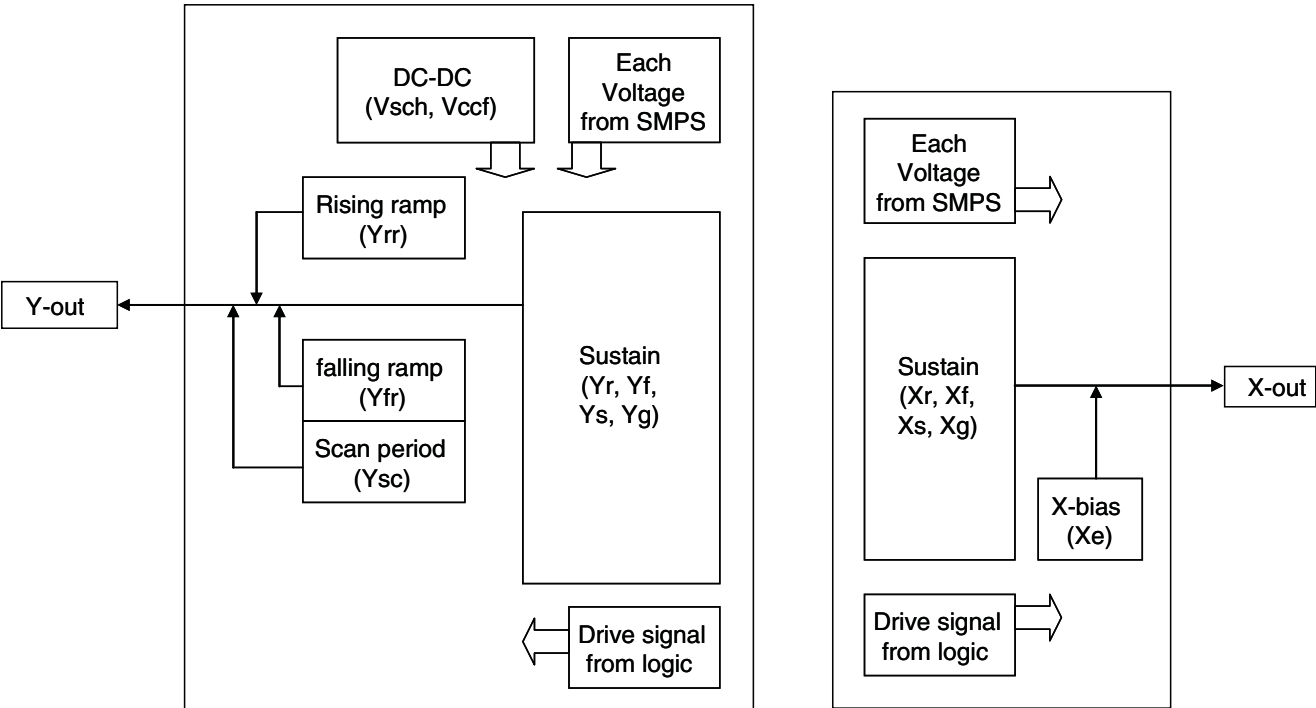 DC-DC
(Vsch, Vccf)
Each
Voltage
from SMPS
Rising ramp
(Yrr)
Y-out
falling ramp
(Yfr)
Scan period
(Ysc)
Sustain
(Yr, Yf,
Ys, Yg)
Drive signal
from logic
Each
Voltage
from SMPS
Sustain
(Xr, Xf,
Xs, Xg)
X-out
X-bias
(Xe)
Drive signal
from logic